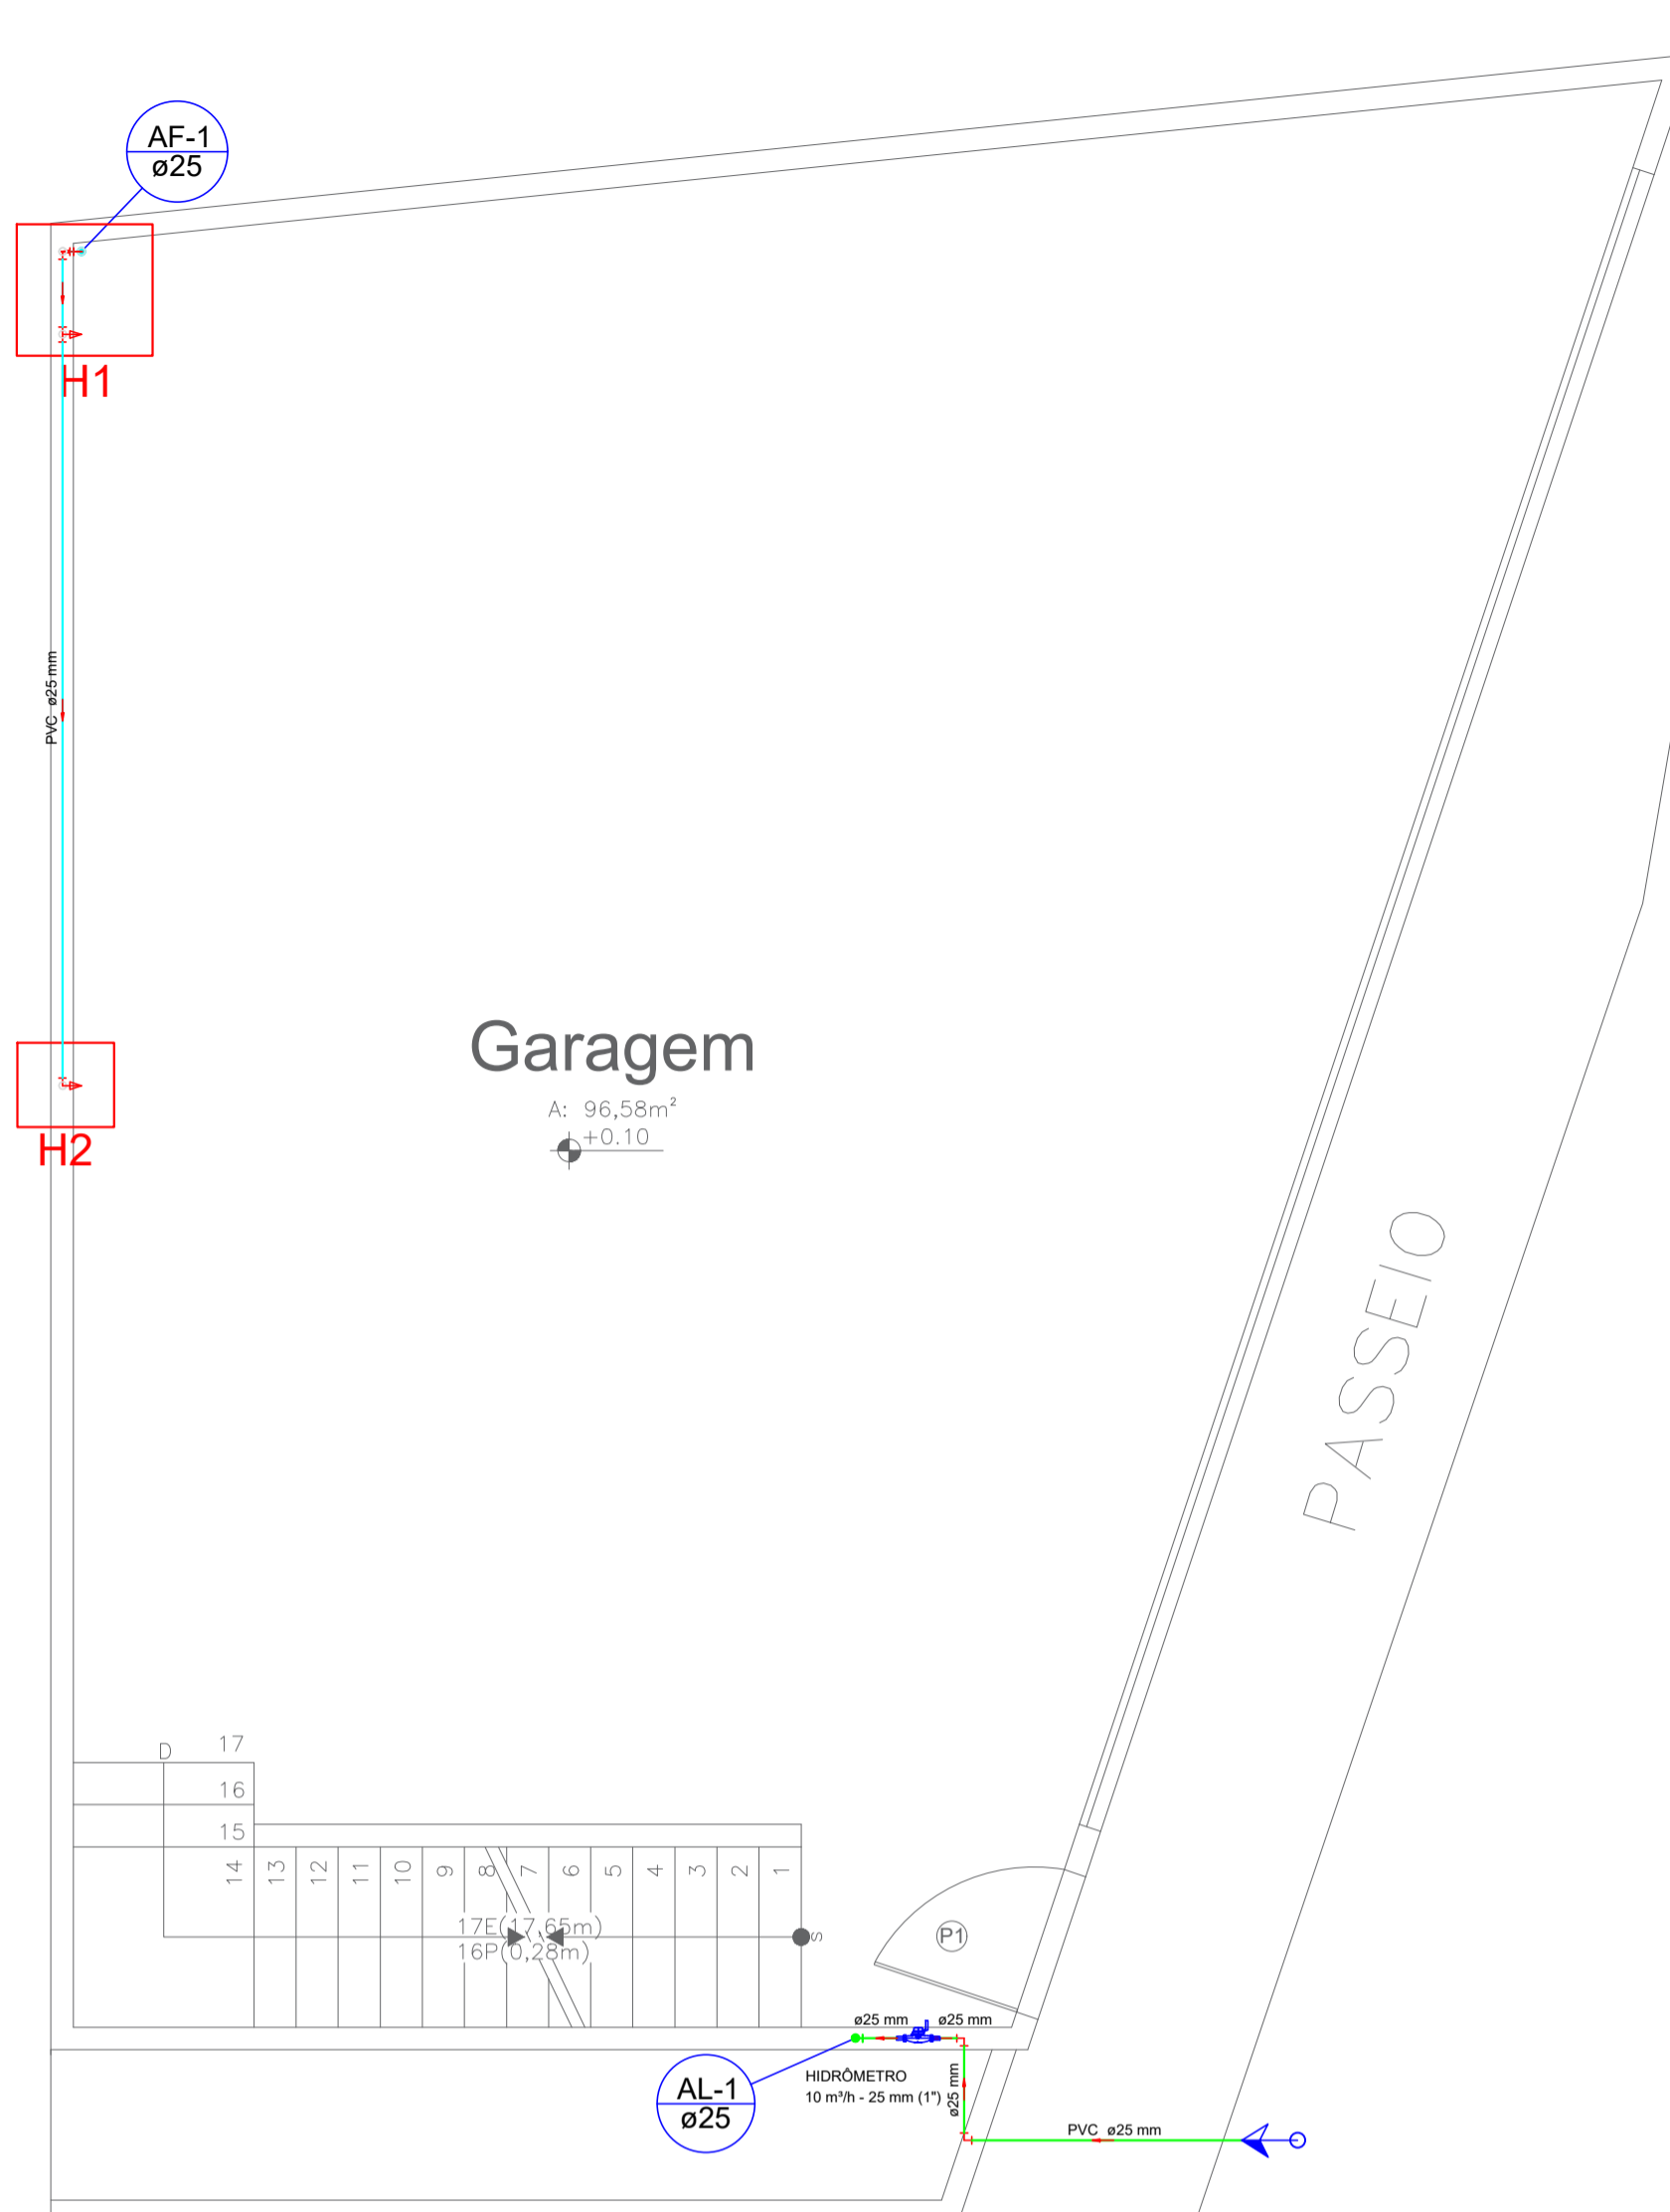 AF-1
ø25
H1
PVC ø25 mm
Garagem
A: 96,58m²
+0.10
H2
PASSEIO
D
17
16
15
14
13
12
11
10
9
8
7
6
5
4
3
2
1
17E(17,65m)
16P(0,28m)
S
P1
ø25 mm
ø25 mm
AL-1
ø25
HIDRÔMETRO
10 m³/h - 25 mm (1")
ø25 mm
PVC ø25 mm